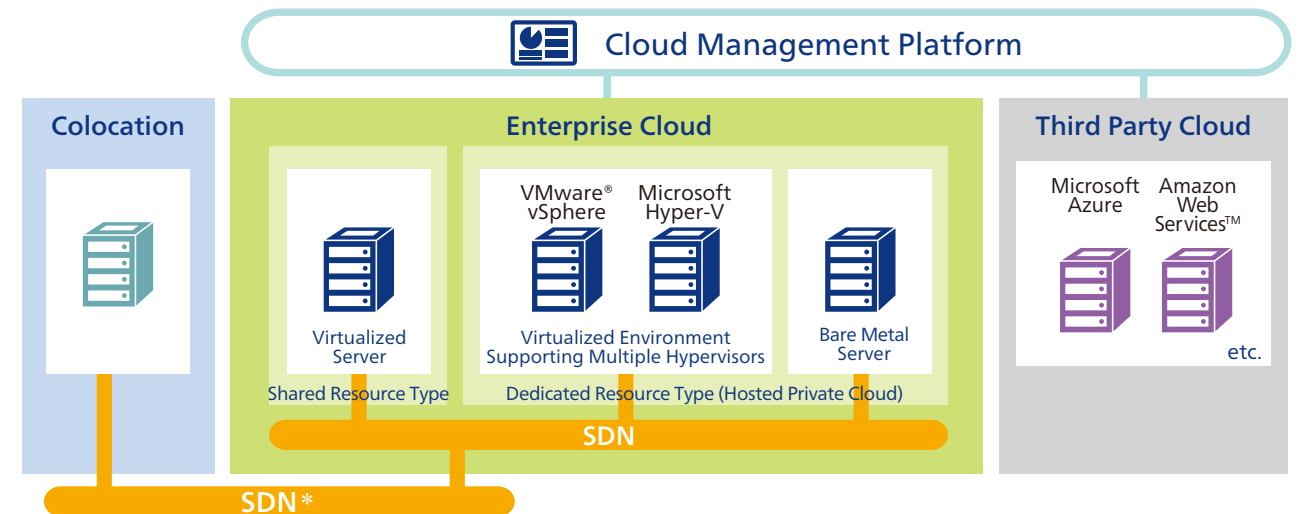 Cloud Management Platform
Colocation
Enterprise Cloud
Third Party Cloud
VMware®
vSphere
Microsoft
Hyper-V
Microsoft
Azure
Amazon
Web
Services™
Virtualized
Server
Virtualized Environment
Supporting Multiple Hypervisors
Bare Metal
Server
etc.
Shared Resource Type
Dedicated Resource Type (Hosted Private Cloud)
SDN
SDN*